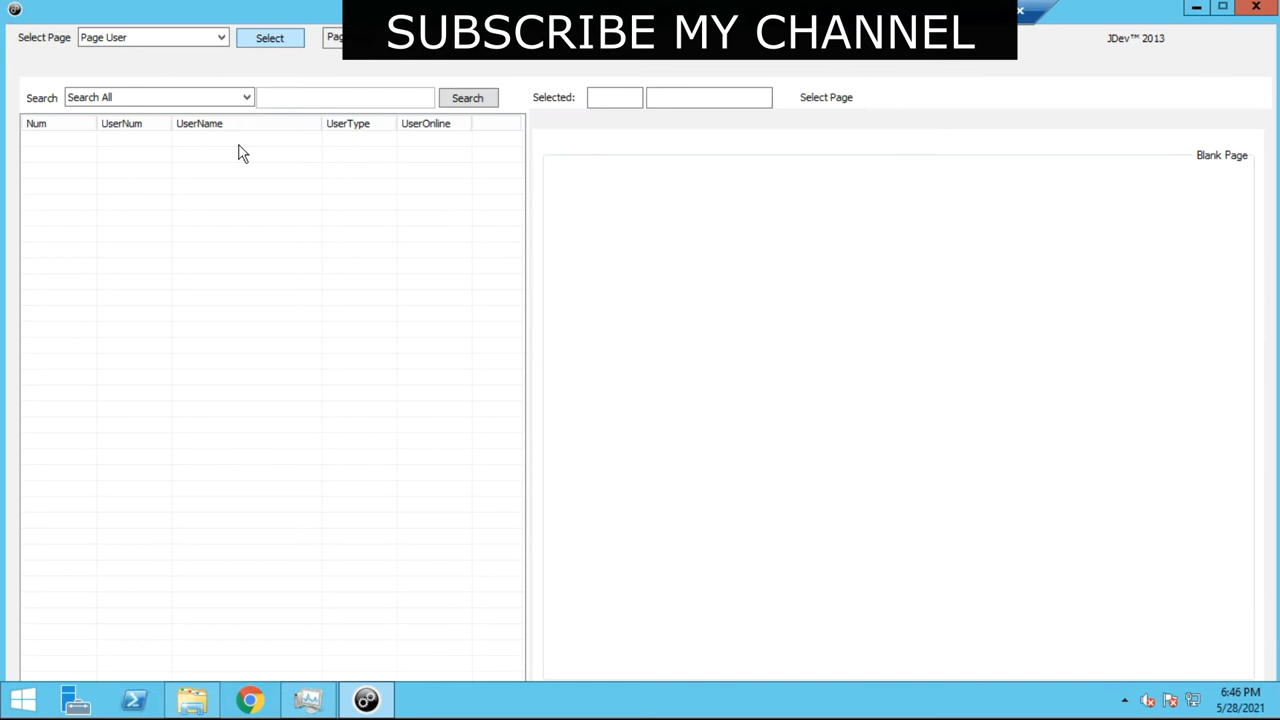 SUBSCRIBE MY CHANNEL
Select Page Page User Select JDev™ 2013
Search Search All Search Selected: Select Page
Num UserNum UserName UserType UserOnline
Blank Page
6:46 PM
5/28/2021